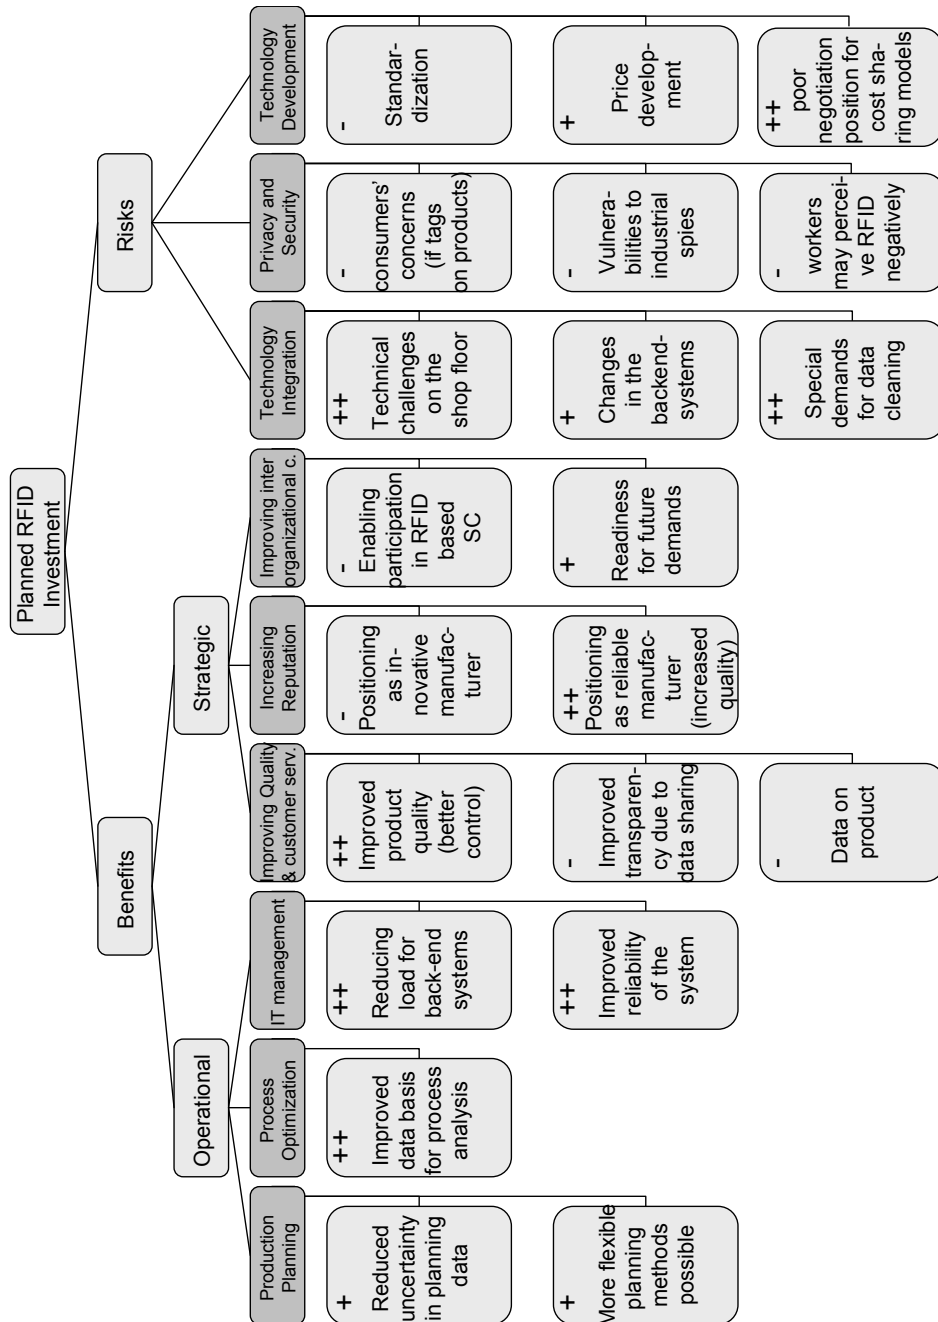 Planned RFID
Investment
Benefits
Risks
Operational
Strategic
Production
Planning
Process
Optimization
IT management
Improving Quality
& customer serv.
Increasing
Reputation
Improving inter
organizational c.
Technology
Integration
Privacy and
Security
Technology
Development
+
Reduced
uncertainty
in planning
data
++
Improved
data basis
for process
analysis
++
Reducing
load for
back-end
systems
++
Improved
product
quality
(better
control)
-
Positioning
as in-
novative
manufac-
turer
-
Enabling
participation
in RFID
based
SC
++
Technical
challenges
on the
shop floor
-
consumers’
concerns
(if tags
on products)
-
Standar-
dization
+
More flexible
planning
methods
possible
++
Improved
reliability
of the
system
-
Improved
transparen-
cy due to
data sharing
++
Positioning
as reliable
manufac-
turer
(increased
quality)
+
Readiness
for future
demands
+
Changes
in the
backend-
systems
-
Vulnera-
bilities to
industrial
spies
+
Price
develop-
ment
-
Data on
product
++
Special
demands
for data
cleaning
-
workers
may percei-
ve RFID
negatively
++
poor
negotiation
position for
cost sha-
ring models